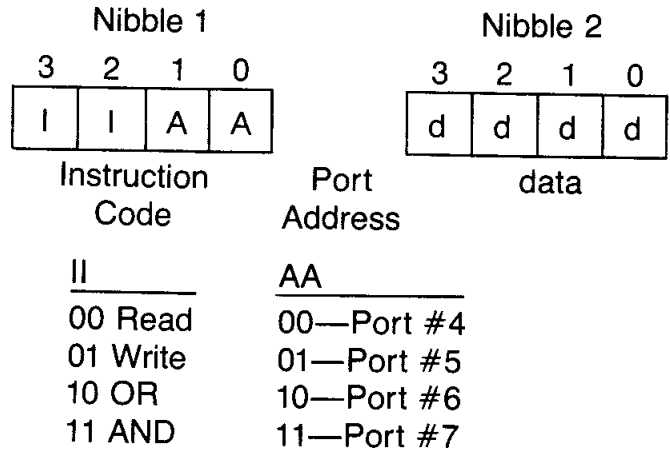 Nibble 1
Nibble 2
3 2 1 0
3 2 1 0
I I A A
d d d d
Instruction Code
Port Address
data
II
AA
00 Read
00—Port #4
01 Write
01—Port #5
10 OR
10—Port #6
11 AND
11—Port #7